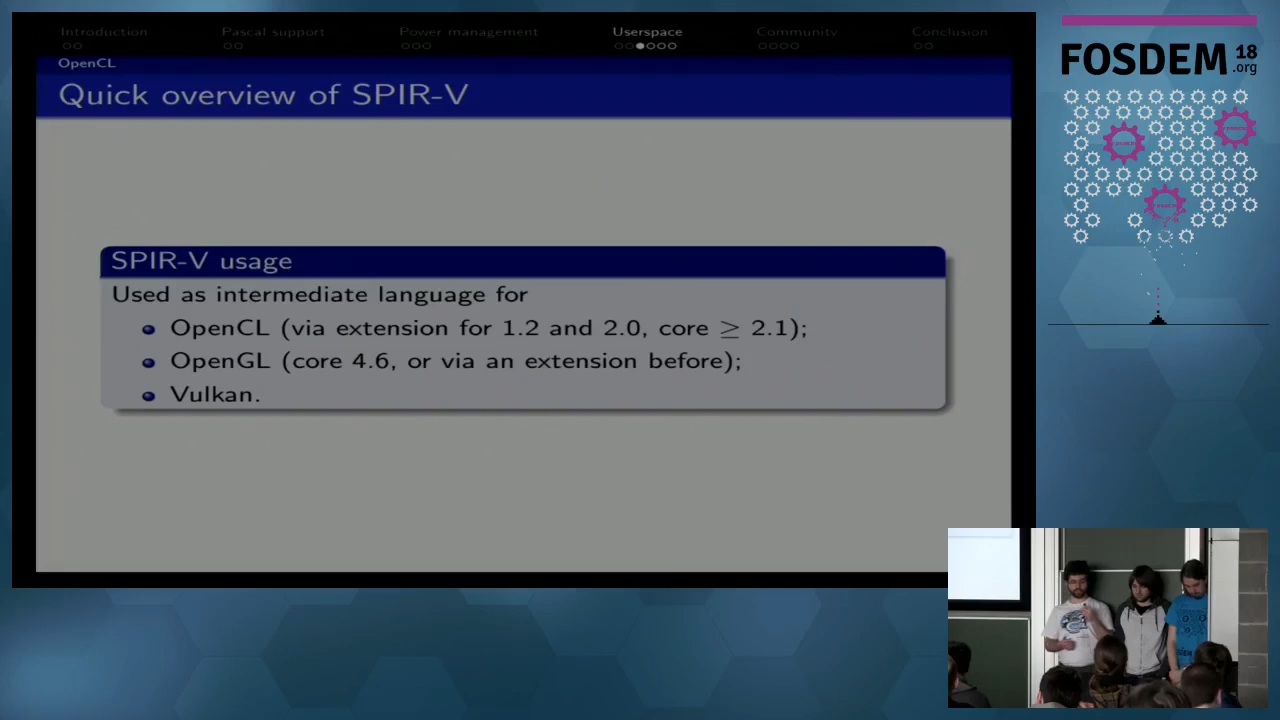 Introduction
Pascal support
Power management
Userspace
Community
Conclusion
OpenCL
Quick overview of SPIR-V
SPIR-V usage
Used as intermediate language for
OpenCL (via extension for 1.2 and 2.0, core ≥ 2.1);
OpenGL (core 4.6, or via an extension before);
Vulkan.
FOSDEM 18
.org